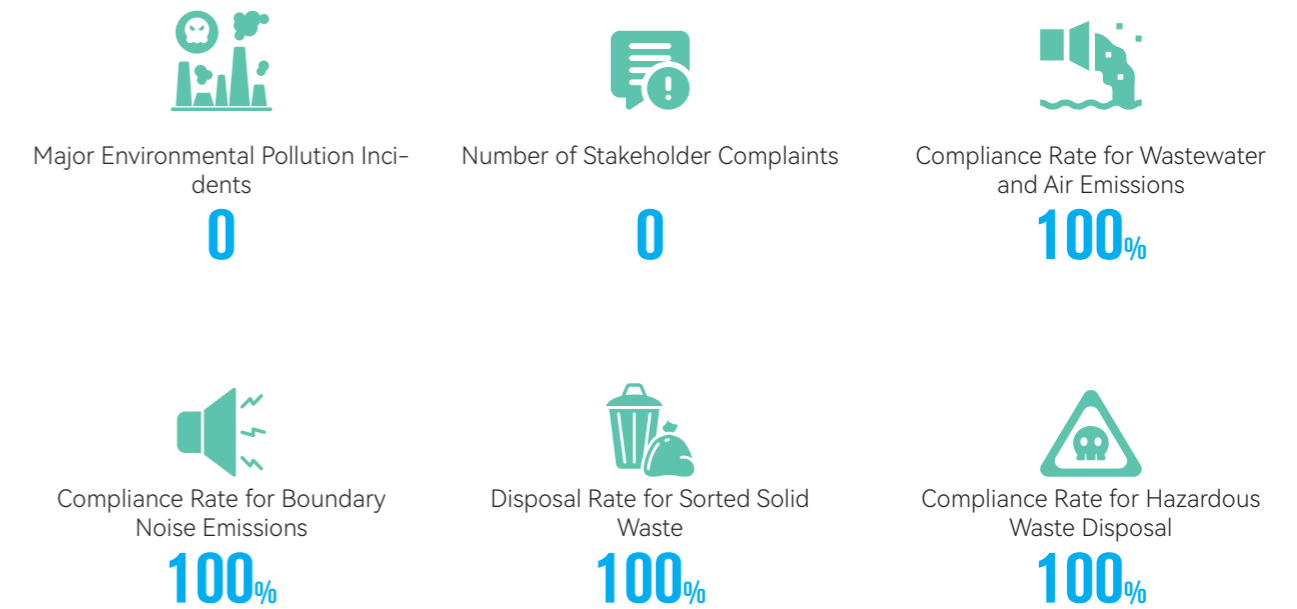 Major Environmental Pollution Inci-
dents
0
Number of Stakeholder Complaints
0
Compliance Rate for Wastewater
and Air Emissions
100%
Compliance Rate for Boundary
Noise Emissions
100%
Disposal Rate for Sorted Solid
Waste
100%
Compliance Rate for Hazardous
Waste Disposal
100%